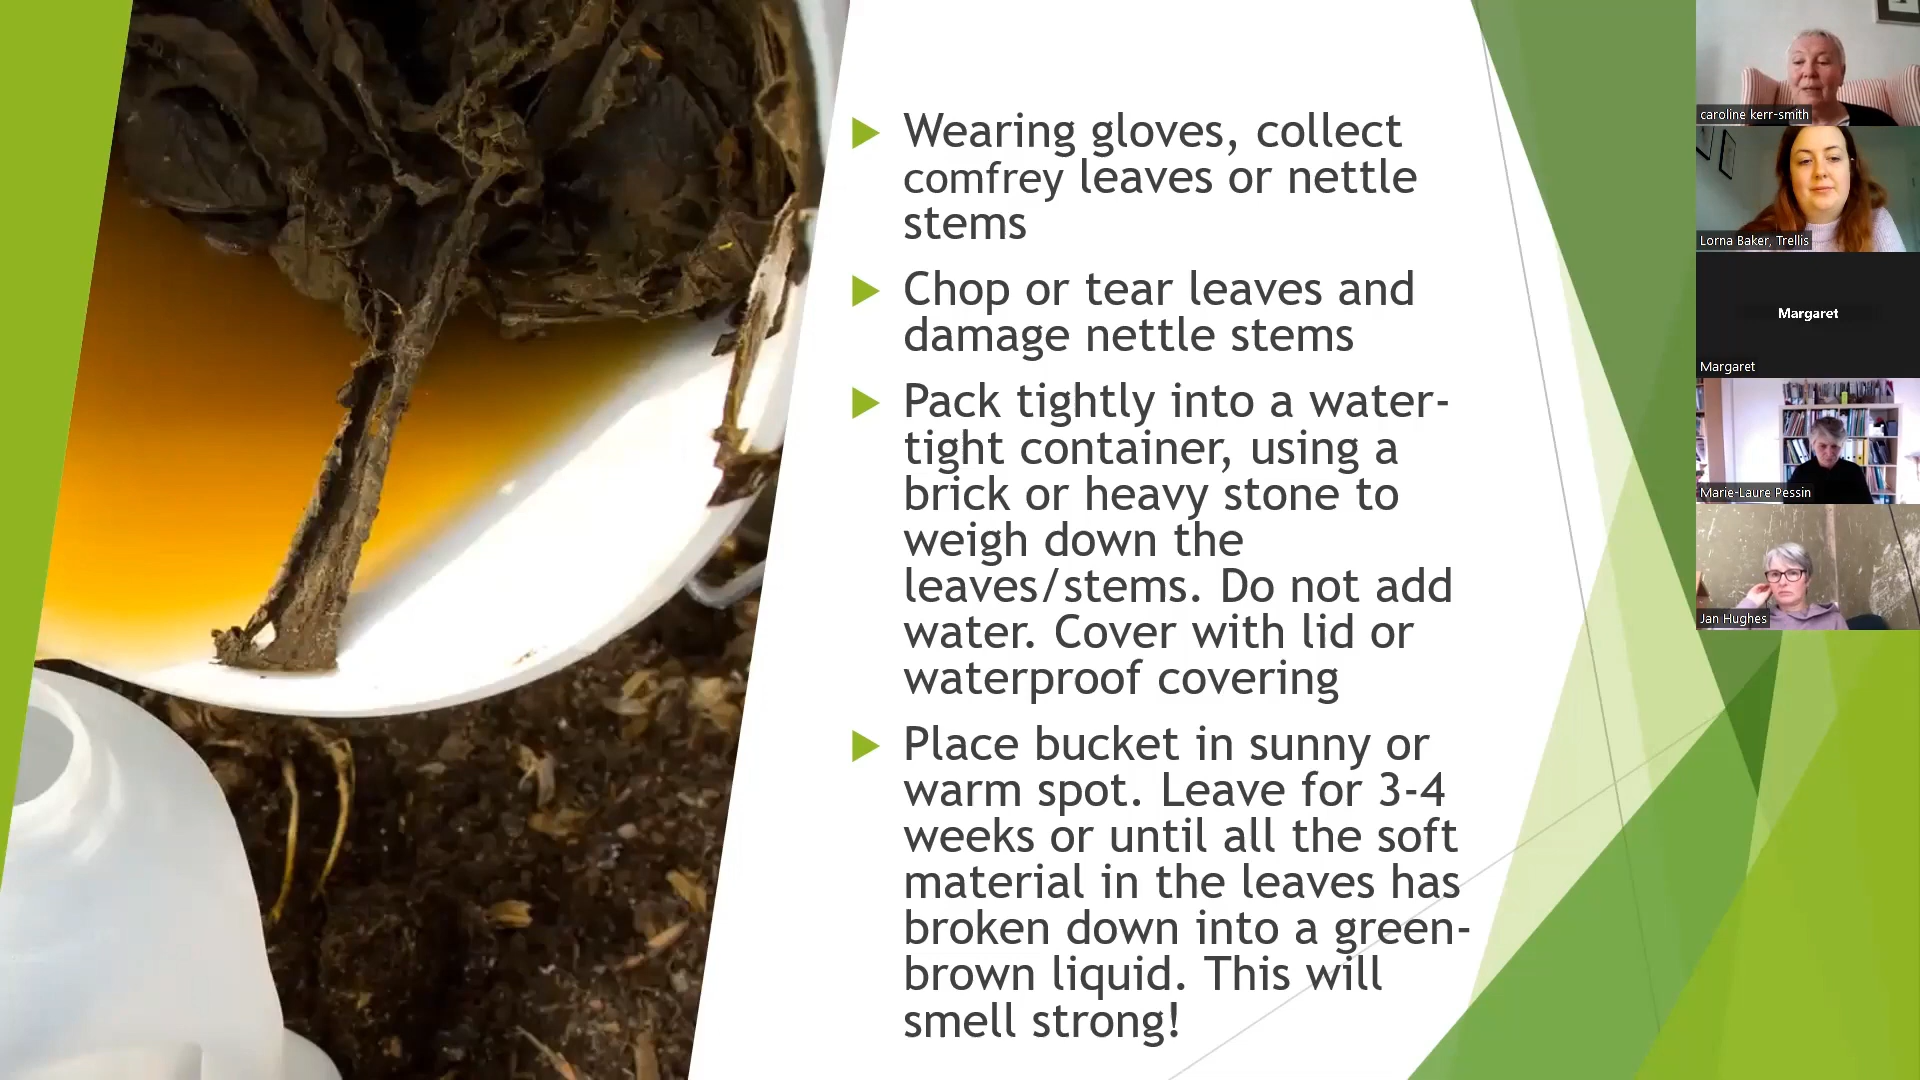 Wearing gloves, collect
comfrey leaves or nettle
stems
Chop or tear leaves and
damage nettle stems
Pack tightly into a water-
tight container, using a
brick or heavy stone to
weigh down the
leaves/stems. Do not add
water. Cover with lid or
waterproof covering
Place bucket in sunny or
warm spot. Leave for 3-4
weeks or until all the soft
material in the leaves has
broken down into a green-
brown liquid. This will
smell strong!
caroline kerr-smith
Lorna Baker, Trellis
Margaret
Margaret
Marie-Laure Pessin
Jan Hughes